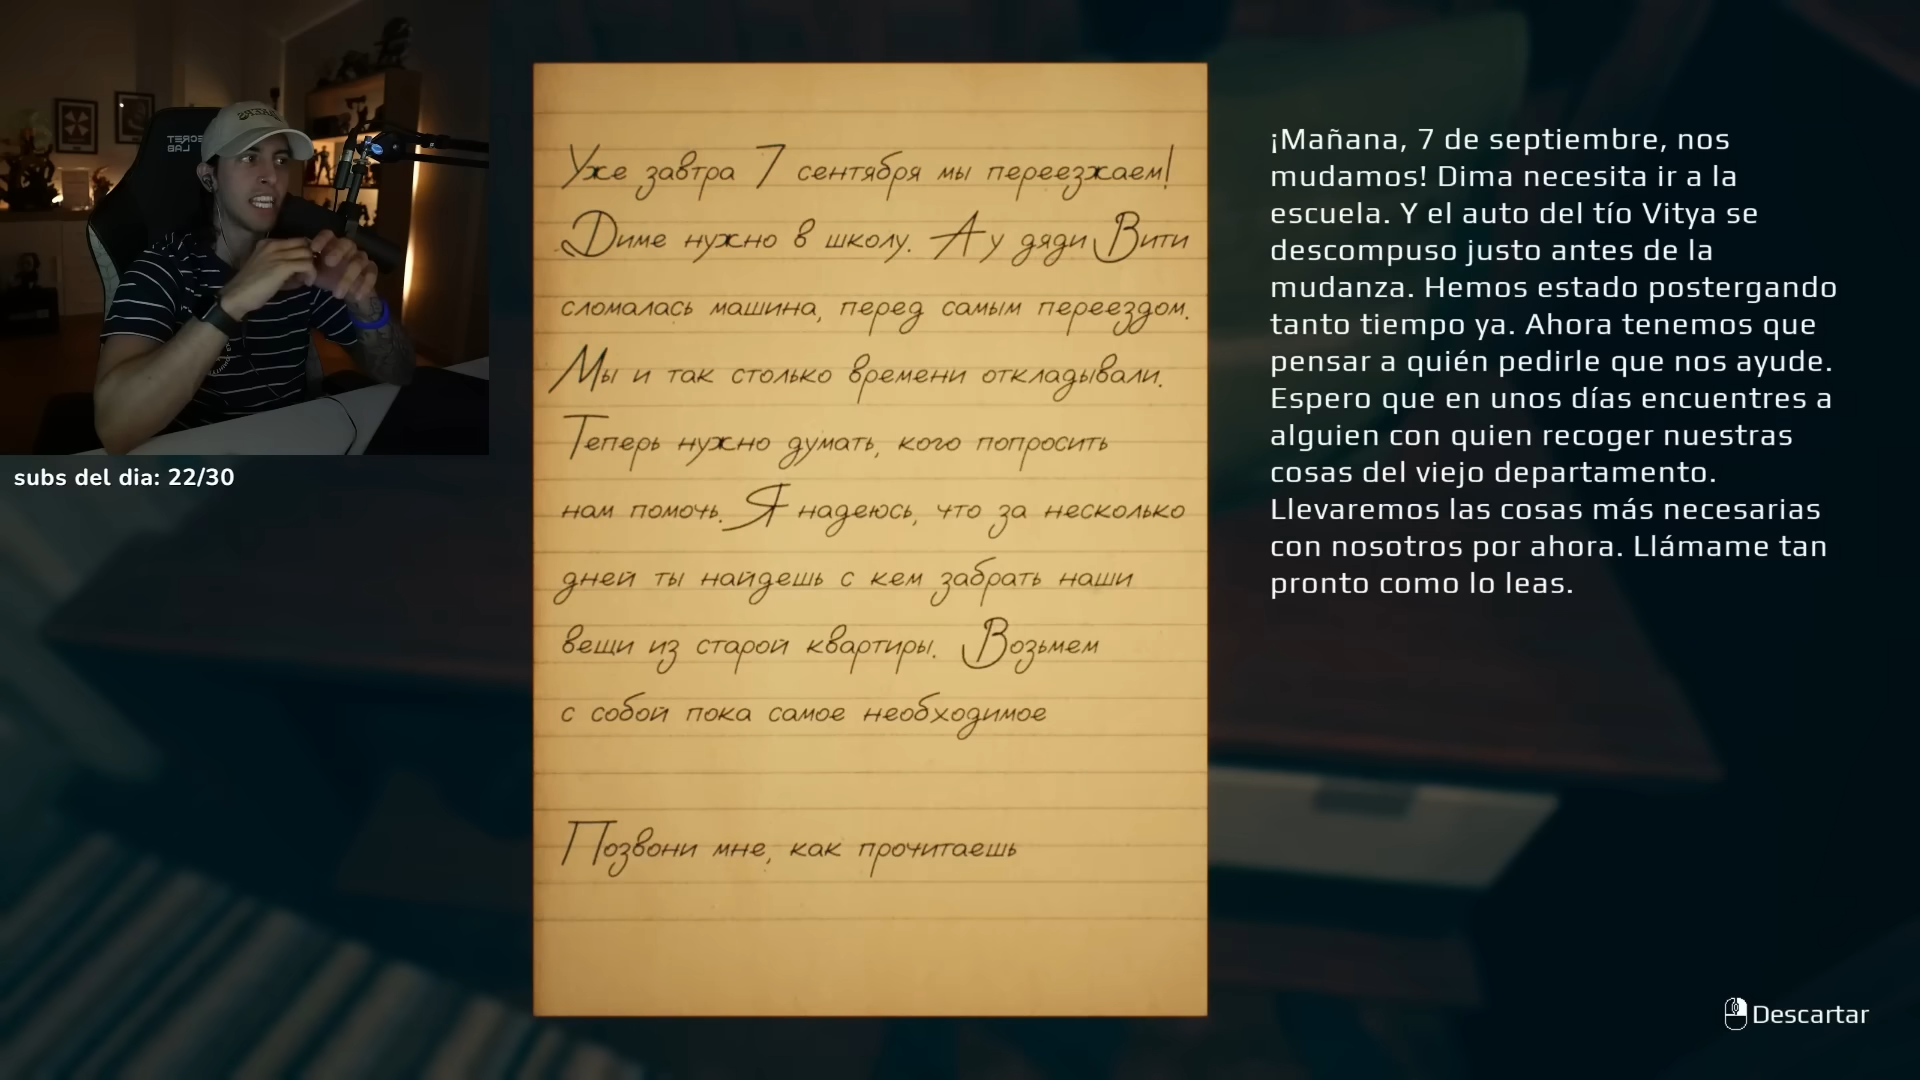 subs del dia: 22/30
Уже завтра 7 сентября мы переезжаем!
Диме нужно в школу. А у дяди Вити
сломалась машина, перед самым переездом.
Мы и так столько времени откладывали.
Теперь нужно думать, кого попросить
нам помочь. Я надеюсь, что за несколько
дней ты найдешь с кем забрать наши
вещи из старой квартиры. Возьмем
с собой пока самое необходимое
Позвони мне, как прочитаешь
¡Mañana, 7 de septiembre, nos
mudamos! Dima necesita ir a la
escuela. Y el auto del tío Vitya se
descompuso justo antes de la
mudanza. Hemos estado postergando
tanto tiempo ya. Ahora tenemos que
pensar a quién pedirle que nos ayude.
Espero que en unos días encuentres a
alguien con quien recoger nuestras
cosas del viejo departamento.
Llevaremos las cosas más necesarias
con nosotros por ahora. Llámame tan
pronto como lo leas.
Descartar